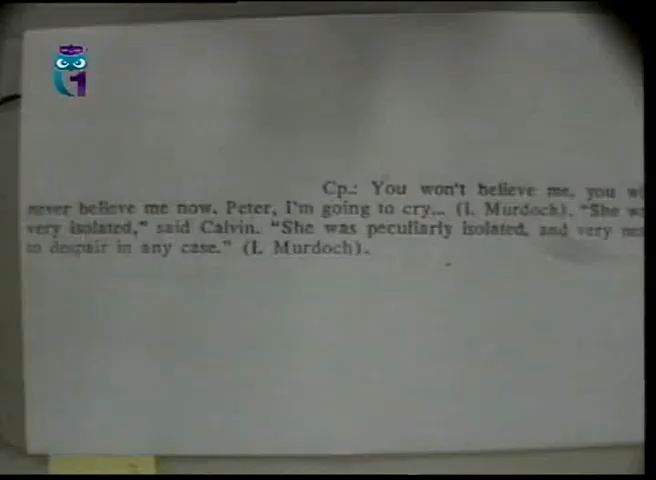 Cp.: You won't believe me, you
never believe me now. Peter, I'm going to cry... (I. Murdoch). "She
very isolated," said Calvin. "She was peculiarly isolated, and very
to despair in any case." (I. Murdoch).
1